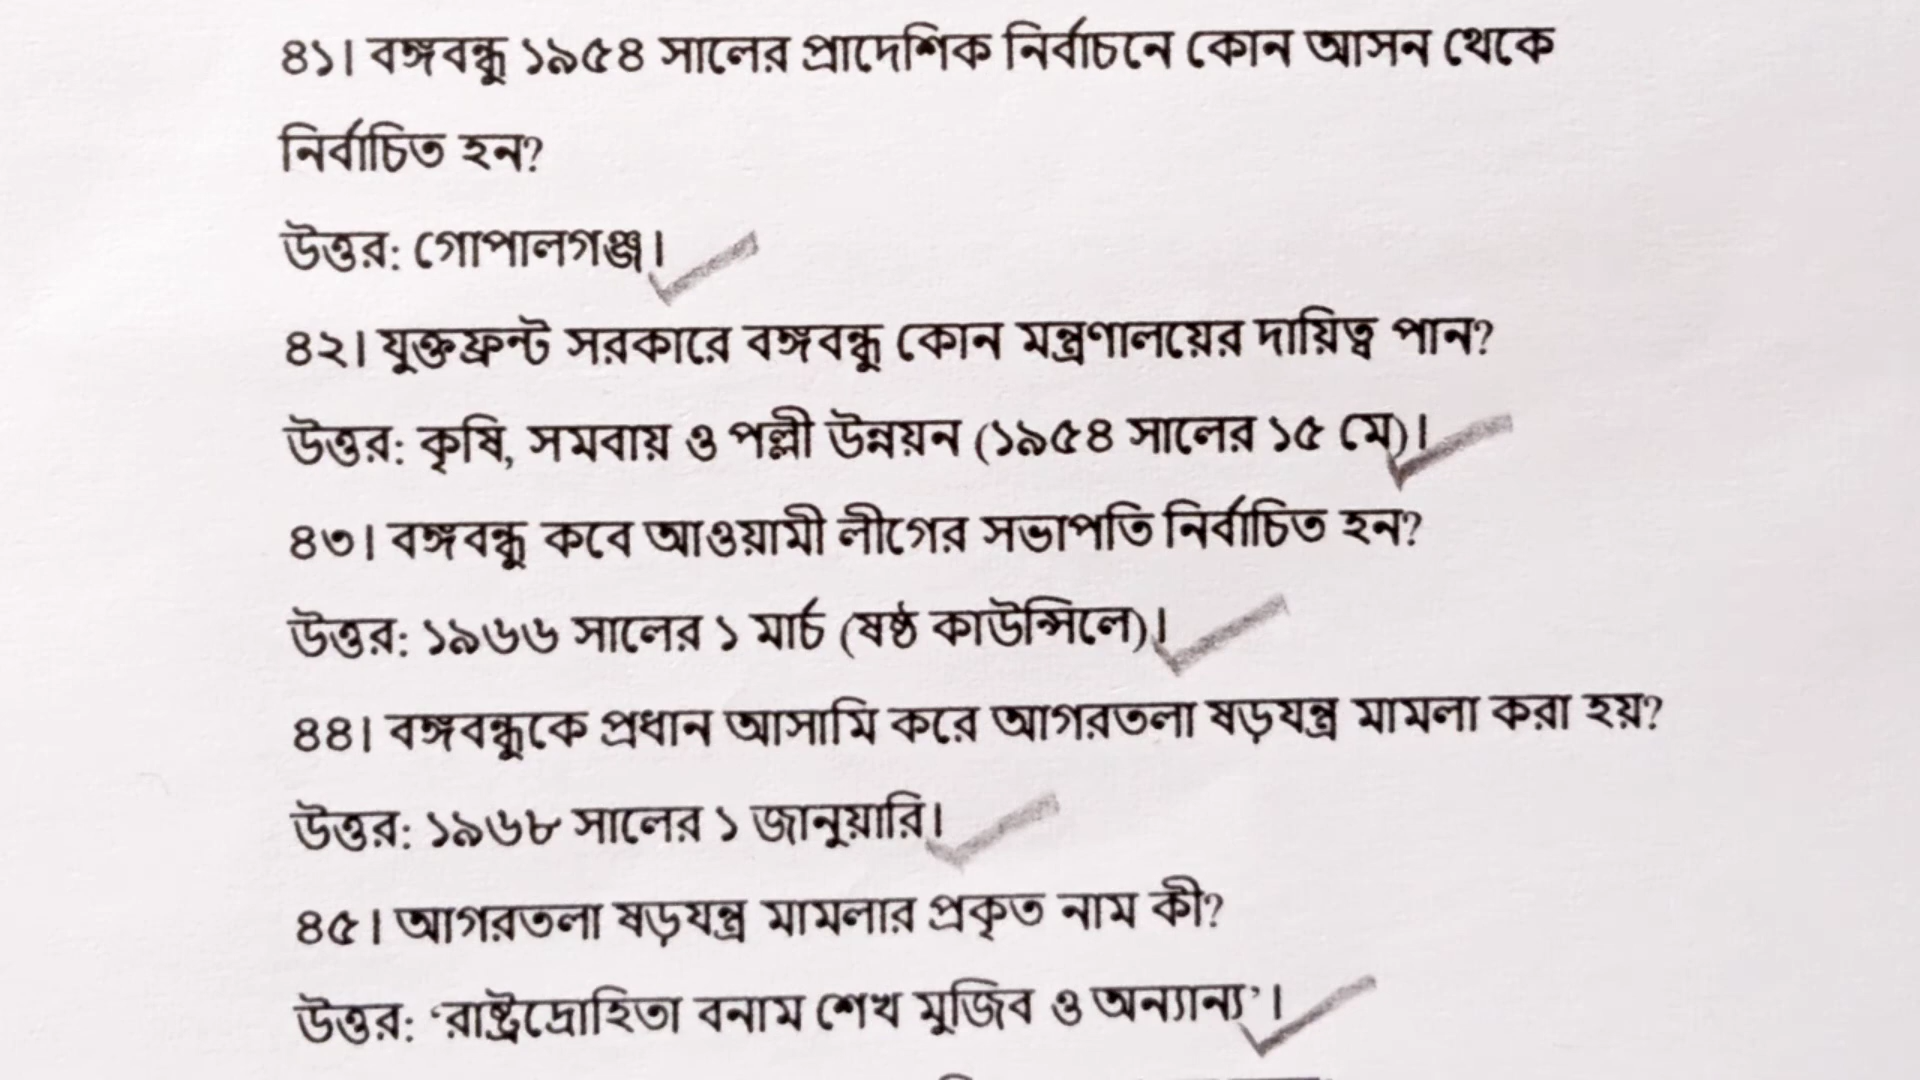 ৪১। বঙ্গবন্ধু ১৯৫৪ সালের প্রাদেশিক নির্বাচনে কোন আসন থেকে
নির্বাচিত হন?
উত্তর: গোপালগঞ্জ।
৪২। যুক্তফ্রন্ট সরকারে বঙ্গবন্ধু কোন মন্ত্রণালয়ের দায়িত্ব পান?
উত্তর: কৃষি, সমবায় ও পল্লী উন্নয়ন (১৯৫৪ সালের ১৫ মে)।
৪৩। বঙ্গবন্ধু কবে আওয়ামী লীগের সভাপতি নির্বাচিত হন?
উত্তর: ১৯৬৬ সালের ১ মার্চ (ষষ্ঠ কাউন্সিলে)।
৪৪। বঙ্গবন্ধুকে প্রধান আসামি করে আগরতলা ষড়যন্ত্র মামলা করা হয়?
উত্তর: ১৯৬৮ সালের ১ জানুয়ারি।
৪৫। আগরতলা ষড়যন্ত্র মামলার প্রকৃত নাম কী?
উত্তর: ‘রাষ্ট্রদ্রোহিতা বনাম শেখ মুজিব ও অন্যান্য’।